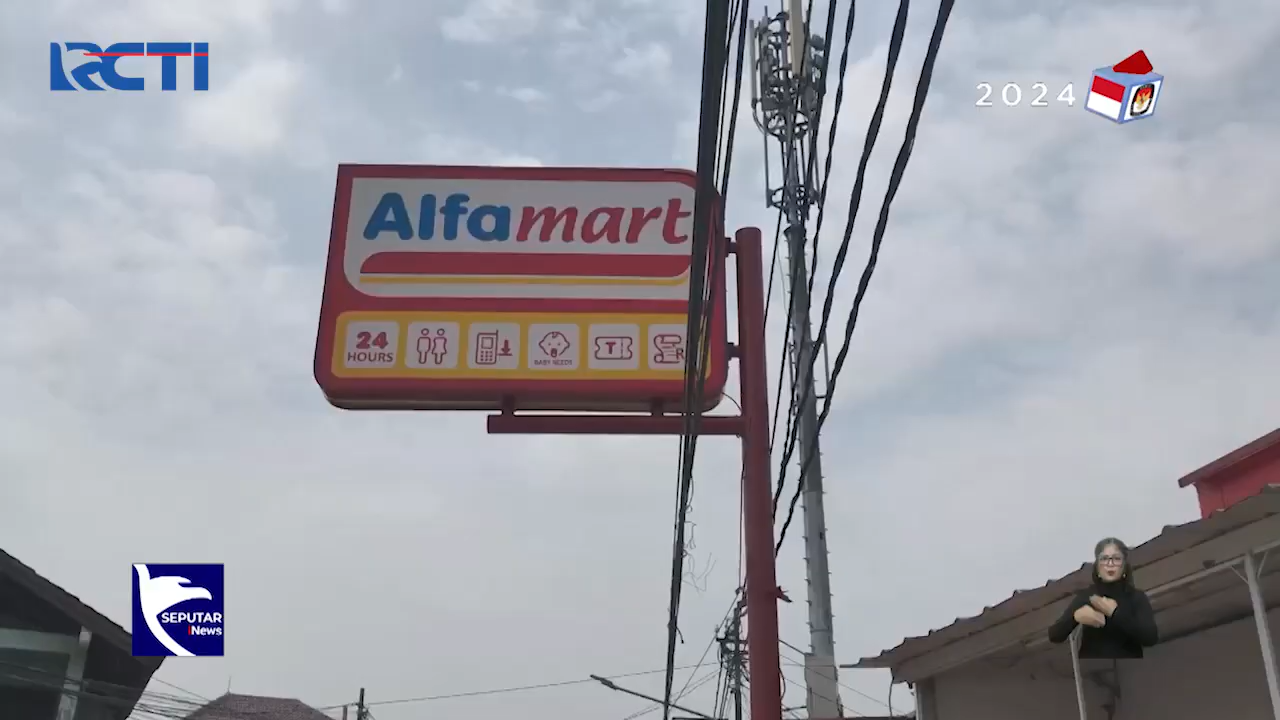 RCTI
2024
Alfamart
24
HOURS
BABY NEEDS
T
R
SEPUTAR
iNews